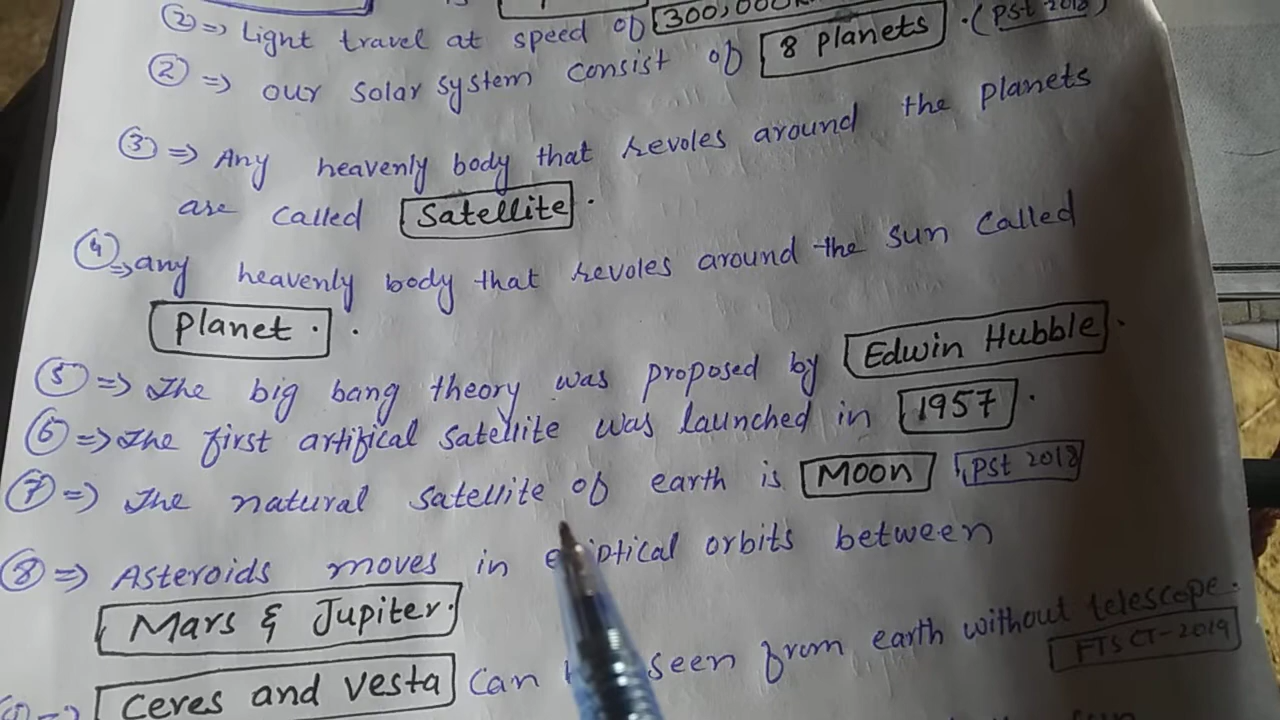 ② ⇒ Light travel at speed of 300,000
② ⇒ our solar system consist of 8 planets . (Pst 2018)
③ ⇒ Any heavenly body that revoles around the planets
are called Satellite .
④ ⇒ any heavenly body that revoles around the sun called
Planet . .
⑤ ⇒ The big bang theory was proposed by Edwin Hubble .
⑥ ⇒ The first artifical satellite was launched in 1957 .
⑦ ⇒ The natural satellite of earth is Moon Pst 2018
⑧ ⇒ Asteroids moves in orbits between
Mars & Jupiter .
Ceres and Vesta can seen from earth without telescope .
FTS CT-2019